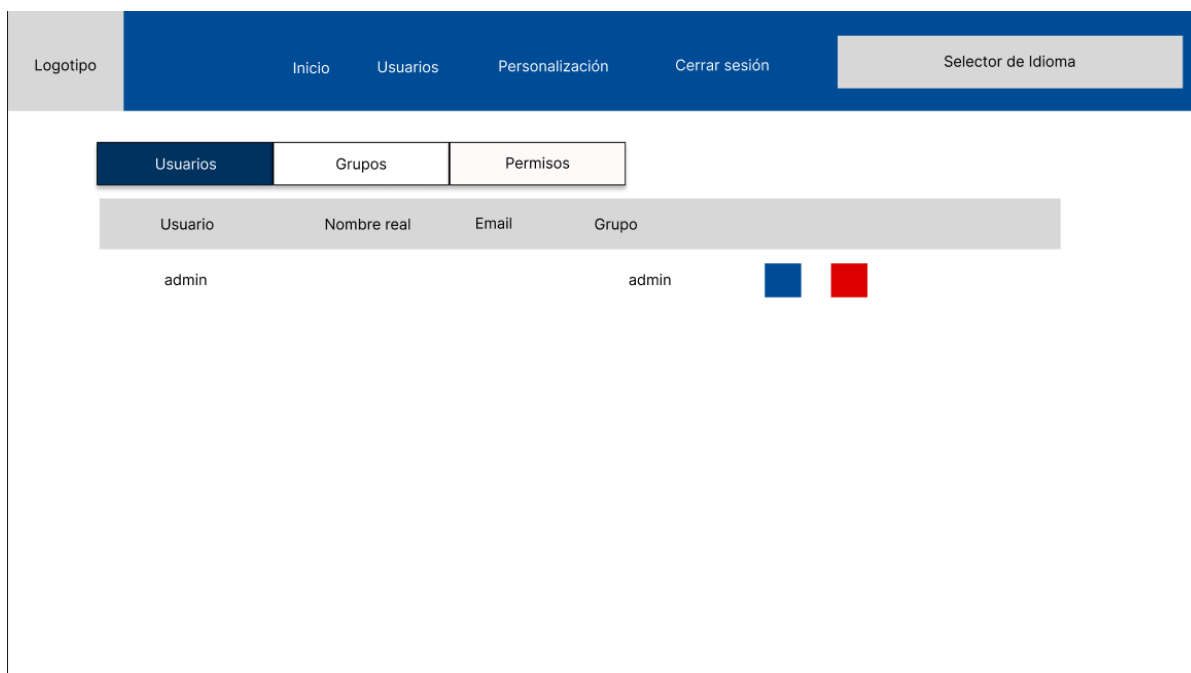 Logotipo Inicio Usuarios Personalización Cerrar sesión Selector de Idioma
Usuarios Grupos Permisos
Usuario Nombre real Email Grupo
admin admin